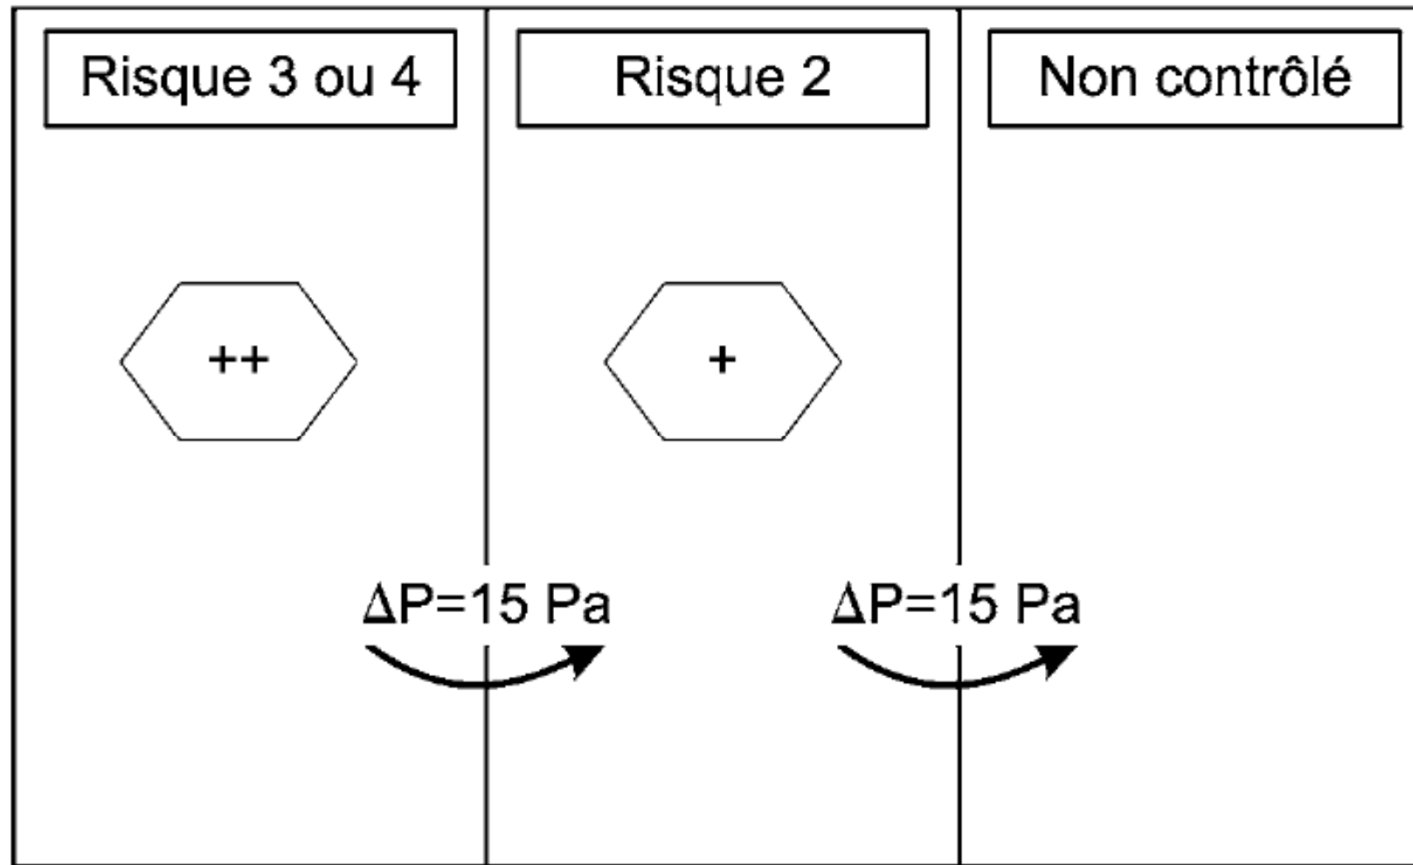 Risque 3 ou 4
Risque 2
Non contrôlé
++
+
ΔP=15 Pa
ΔP=15 Pa